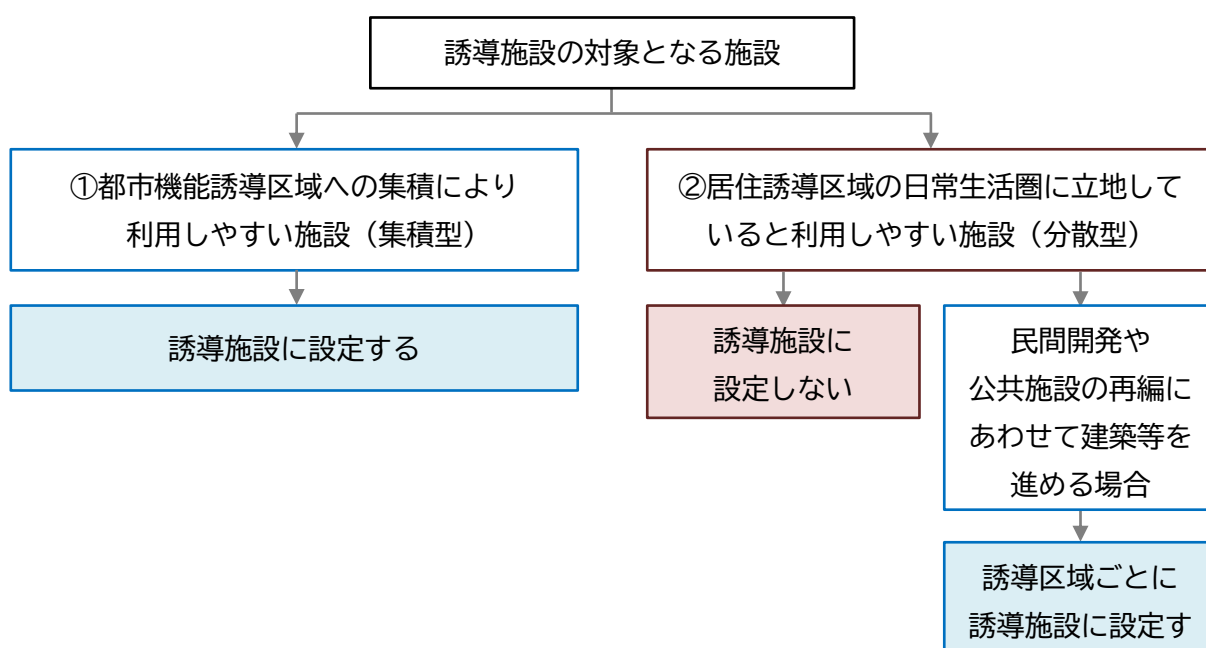 誘導施設の対象となる施設
①都市機能誘導区域への集積により
利用しやすい施設（集積型）
誘導施設に設定する
②居住誘導区域の日常生活圏に立地して
いると利用しやすい施設（分散型）
誘導施設に
設定しない
民間開発や
公共施設の再編に
あわせて建築等を
進める場合
誘導区域ごとに
誘導施設に設定す